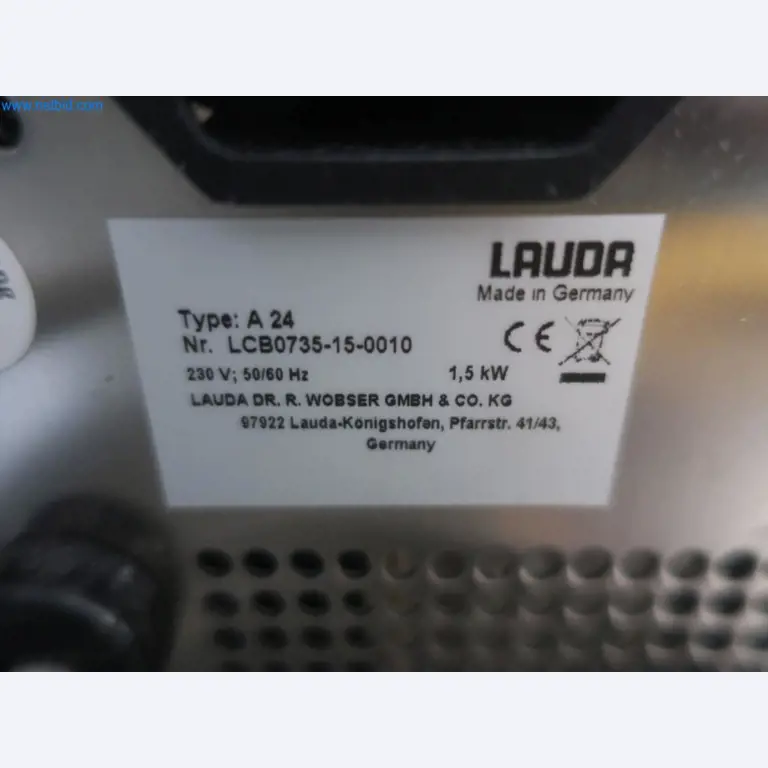 www.netbid.com
LAUDA
Made in Germany
Type: A 24
Nr. LCB0735-15-0010
CE
230 V; 50/60 Hz 1,5 kW
LAUDA DR. R. WOBSER GMBH & CO. KG
97922 Lauda-Königshofen, Pfarrstr. 41/43,
Germany